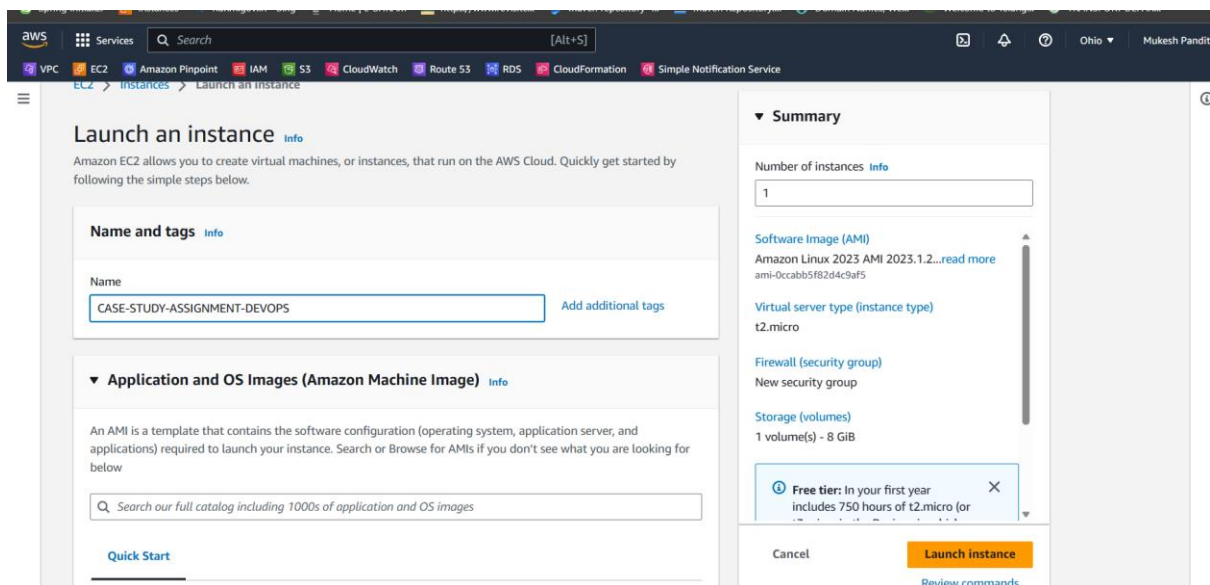 aws
Services
Search
[Alt+S]
Ohio
Mukesh Pandit
VPC
EC2
Amazon Pinpoint
IAM
S3
CloudWatch
Route 53
RDS
CloudFormation
Simple Notification Service
EC2 > Instances > Launch an instance
Launch an instance Info
Amazon EC2 allows you to create virtual machines, or instances, that run on the AWS Cloud. Quickly get started by
following the simple steps below.
Name and tags Info
Name
CASE-STUDY-ASSIGNMENT-DEVOPS
Add additional tags
Application and OS Images (Amazon Machine Image) Info
An AMI is a template that contains the software configuration (operating system, application server, and
applications) required to launch your instance. Search or Browse for AMIs if you don't see what you are looking for
below
Search our full catalog including 1000s of application and OS images
Quick Start
Summary
Number of instances Info
1
Software Image (AMI)
Amazon Linux 2023 AMI 2023.1.2...read more
ami-0ccabb5f82d4c9af5
Virtual server type (instance type)
t2.micro
Firewall (security group)
New security group
Storage (volumes)
1 volume(s) - 8 GiB
Free tier: In your first year
includes 750 hours of t2.micro (or
Cancel
Launch instance
Review commands